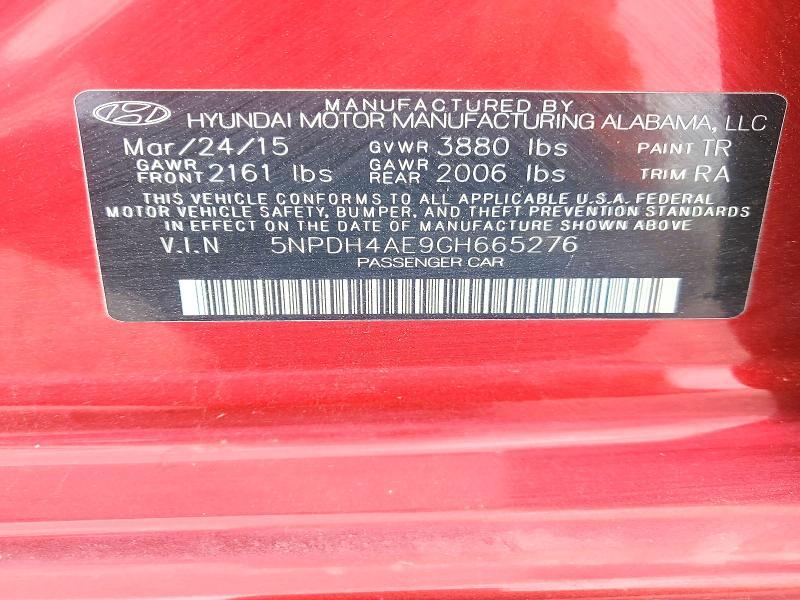 MANUFACTURED BY
HYUNDAI MOTOR MANUFACTURING ALABAMA, LLC
Mar/24/15 GVWR 3880 lbs PAINT TR
GAWR FRONT 2161 lbs GAWR REAR 2006 lbs TRIM RA
THIS VEHICLE CONFORMS TO ALL APPLICABLE U.S.A. FEDERAL
MOTOR VEHICLE SAFETY, BUMPER, AND THEFT PREVENTION STANDARDS
IN EFFECT ON THE DATE OF MANUFACTURE SHOWN ABOVE
V.I.N 5NPDH4AE9GH665276
PASSENGER CAR